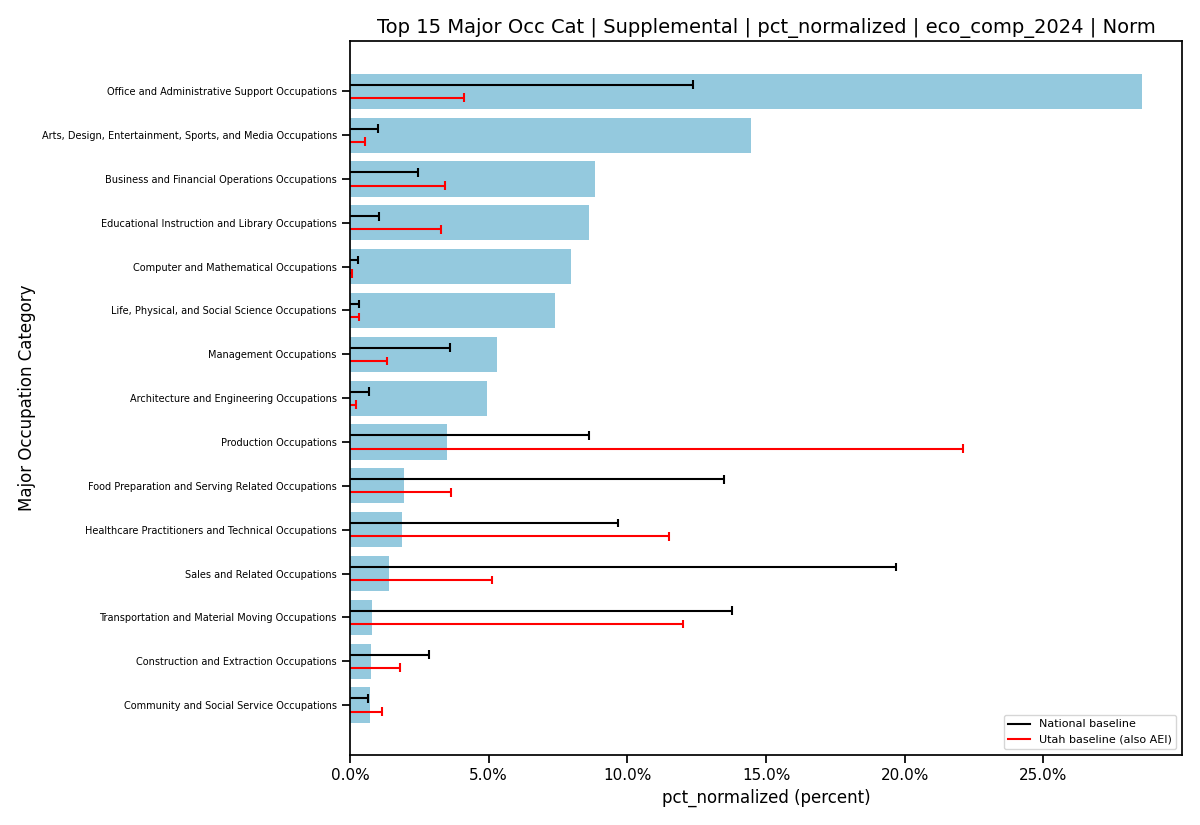 Top 15 Major Occ Cat | Supplemental | pct_normalized | eco_comp_2024 | Norm
Major Occupation Category
Office and Administrative Support Occupations
Arts, Design, Entertainment, Sports, and Media Occupations
Business and Financial Operations Occupations
Educational Instruction and Library Occupations
Computer and Mathematical Occupations
Life, Physical, and Social Science Occupations
Management Occupations
Architecture and Engineering Occupations
Production Occupations
Food Preparation and Serving Related Occupations
Healthcare Practitioners and Technical Occupations
Sales and Related Occupations
Transportation and Material Moving Occupations
Construction and Extraction Occupations
Community and Social Service Occupations
National baseline
Utah baseline (also AEI)
0.0% 5.0% 10.0% 15.0% 20.0% 25.0%
pct_normalized (percent)